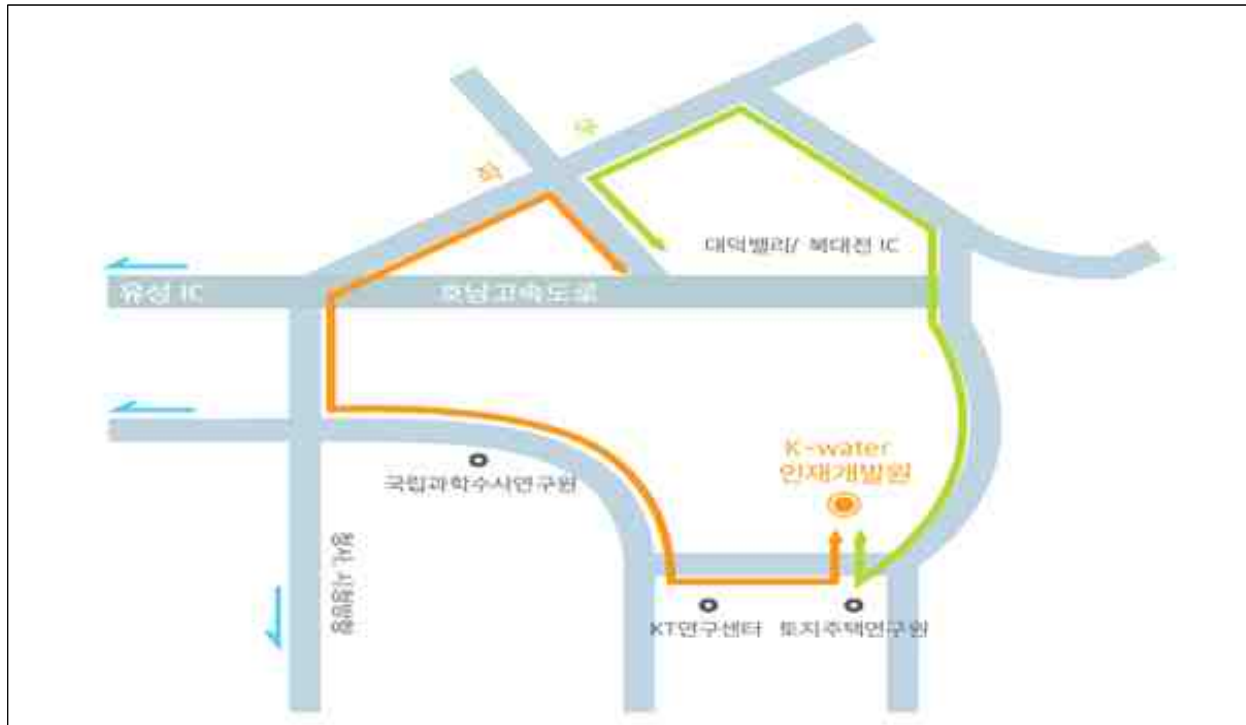 대덕밸리/ 북대전 IC
유성 IC
호남고속도로
K-water
인재개발원
국립과학수사연구원
KT연구센터
토지주택연구원